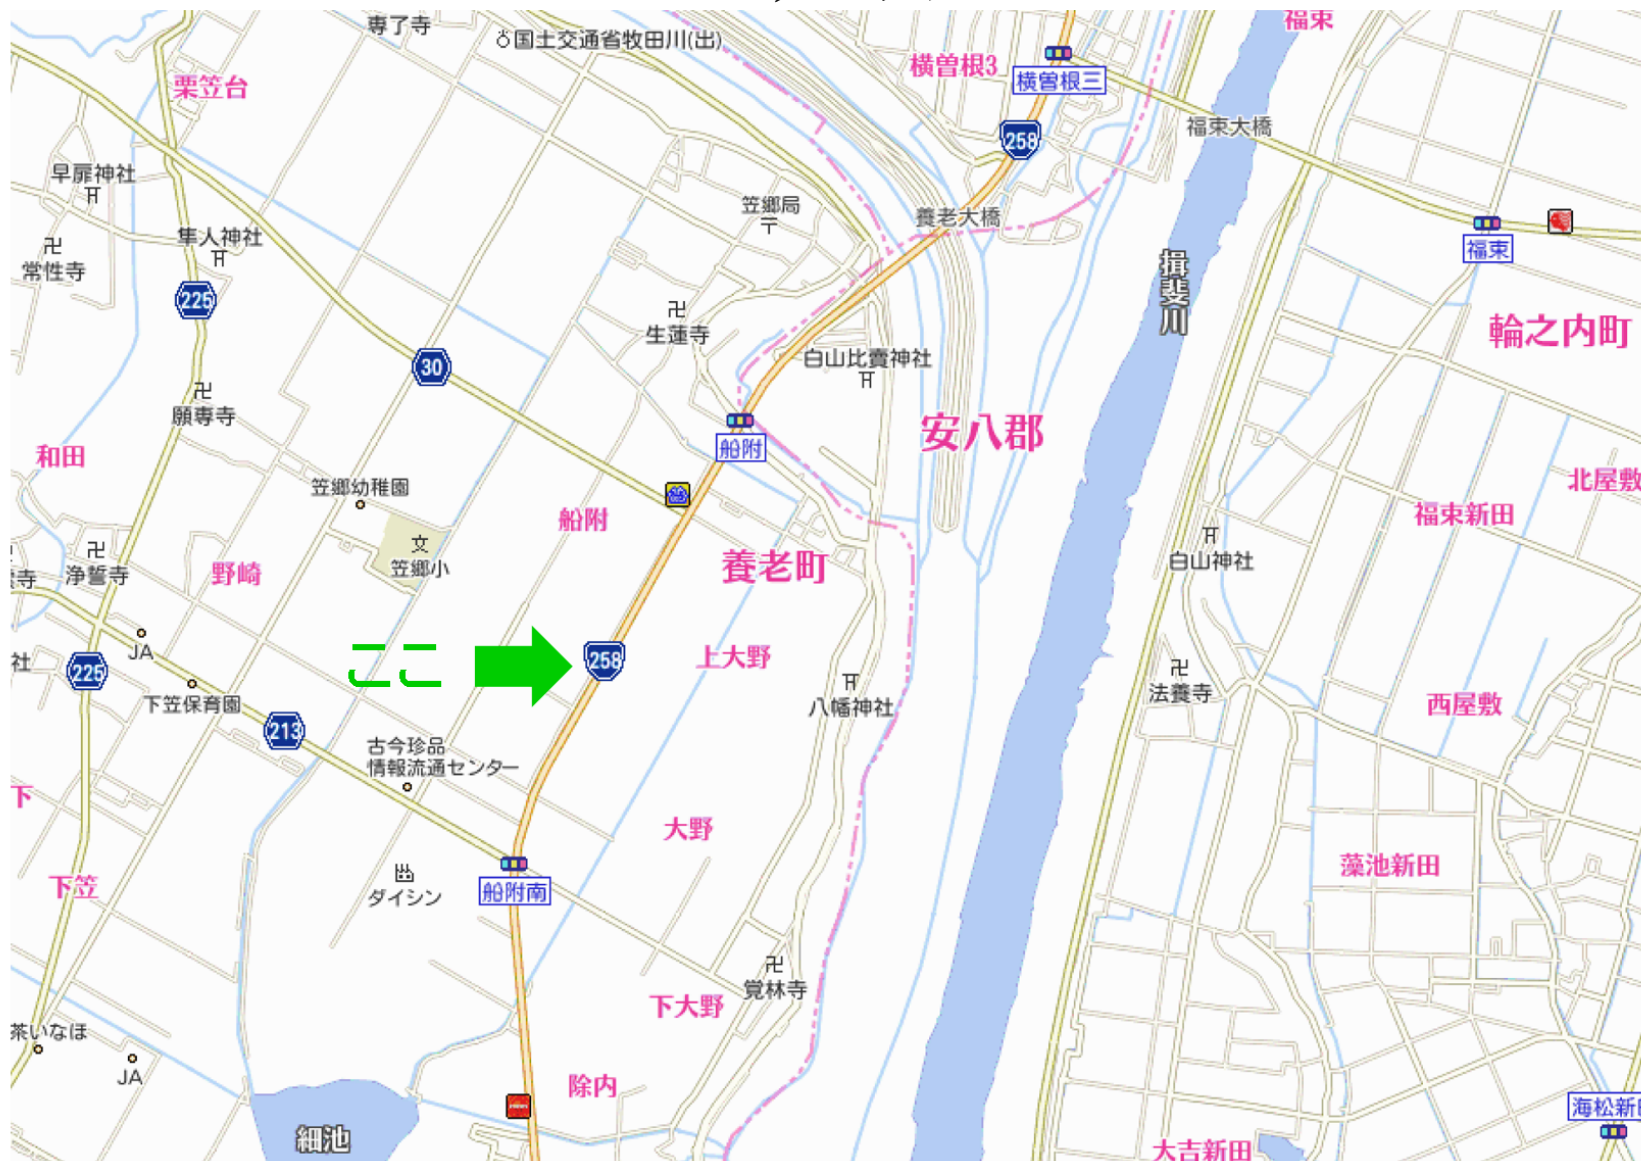 福束
専了寺
国土交通省牧田川(出)
横曽根3
横曽根三
栗笠台
258
福束大橋
早扉神社
笠郷局
養老大橋
隼人神社
常性寺
福束
揖斐川
225
生蓮寺
輪之内町
白山比賣神社
30
願専寺
安八郡
船附
和田
北屋敷
笠郷幼稚園
船附
福束新田
文
笠郷小
養老町
白山神社
浄誓寺
寺
野崎
ここ
258
上大野
JA
社
225
法養寺
下笠保育園
八幡神社
西屋敷
213
古今珍品
情報流通センター
下
大野
藻池新田
下笠
ダイシン
船附南
覚林寺
下大野
茶いなほ
JA
除内
海松新田
細池
大吉新田